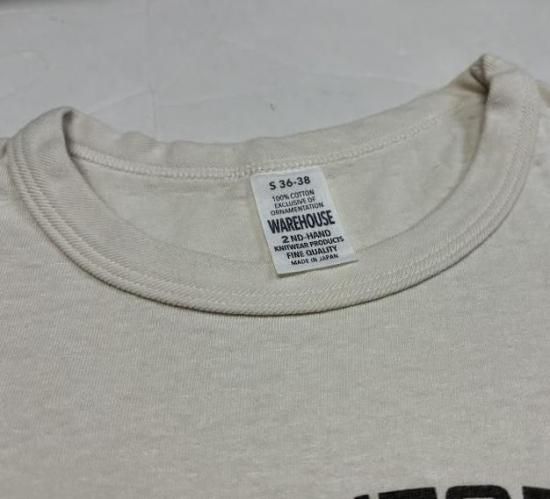 S 36-38
100% COTTON
EXCLUSIVE OF
ORNAMENTATION
WAREHOUSE
2ND-HAND
KNITWEAR PRODUCTS
FINE QUALITY
MADE IN JAPAN